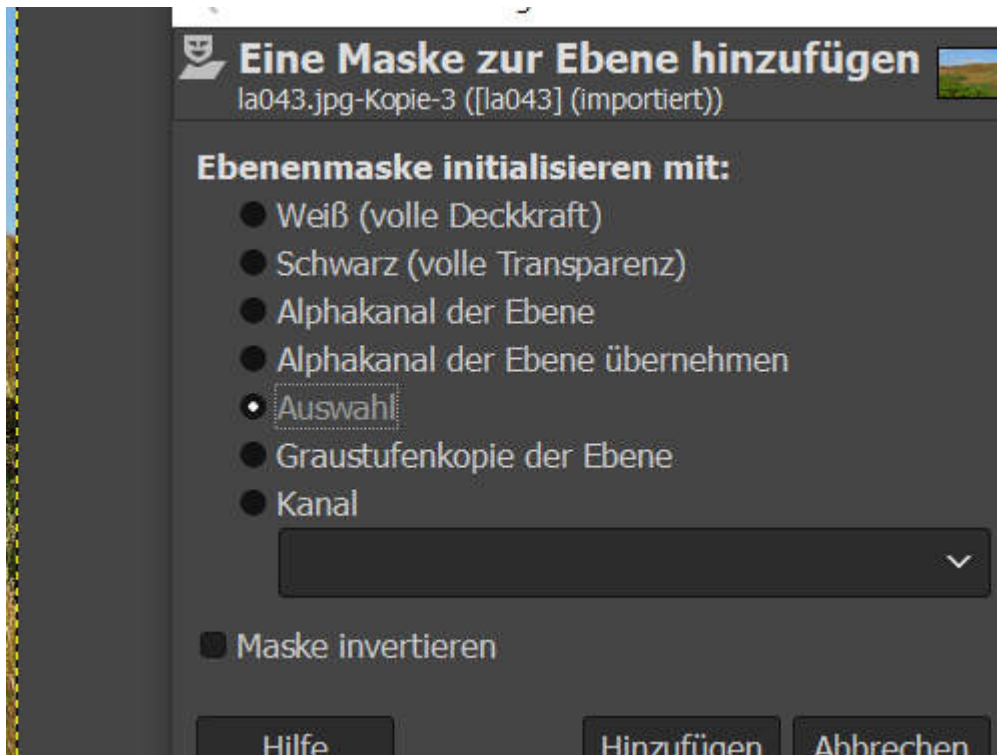 Eine Maske zur Ebene hinzufügen
la043.jpg-Kopie-3 ([la043] (importiert))
Ebenenmaske initialisieren mit:
Weiß (volle Deckkraft)
Schwarz (volle Transparenz)
Alphakanal der Ebene
Alphakanal der Ebene übernehmen
Auswahl
Graustufenkopie der Ebene
Kanal
Maske invertieren
Hilfe Hinzufügen Abbrechen